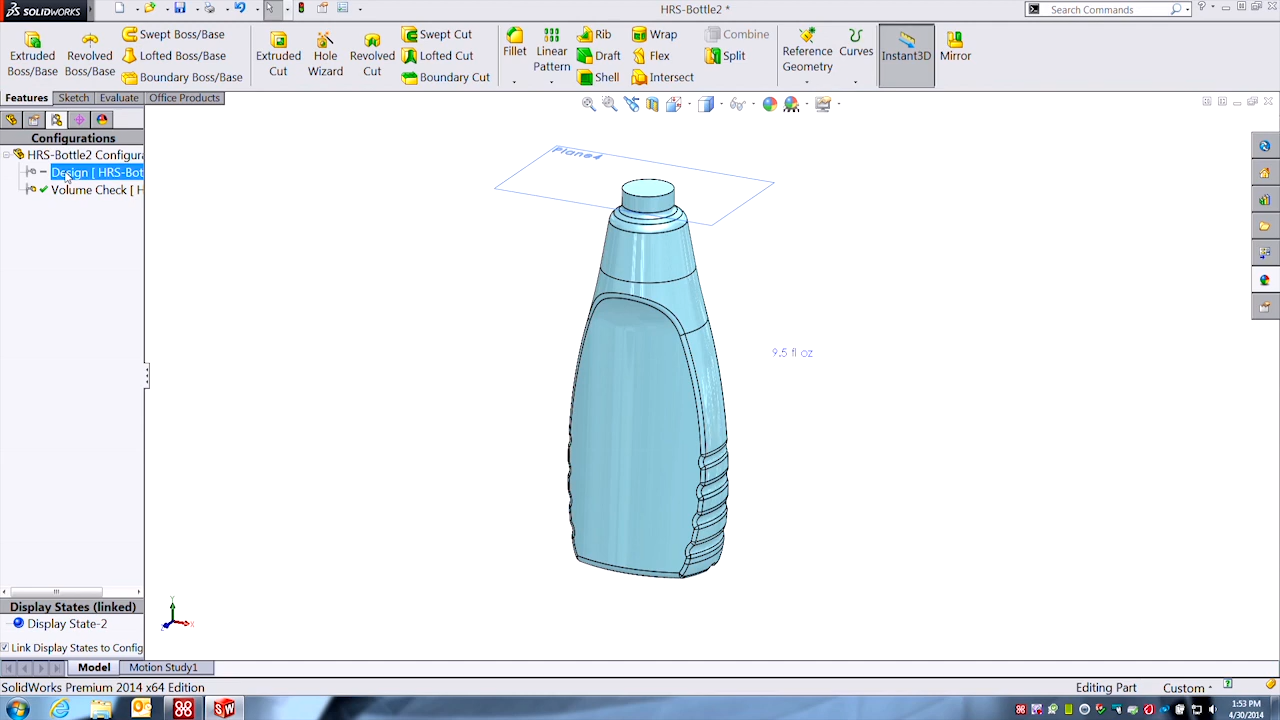 SOLIDWORKS
HRS-Bottle2 *
Search Commands
Extruded Boss/Base
Revolved Boss/Base
Swept Boss/Base
Lofted Boss/Base
Boundary Boss/Base
Extruded Cut
Hole Wizard
Revolved Cut
Swept Cut
Lofted Cut
Boundary Cut
Fillet
Linear Pattern
Rib
Draft
Shell
Wrap
Flex
Intersect
Combine
Split
Reference Geometry
Curves
Instant3D
Mirror
Features Sketch Evaluate Office Products
Configurations
HRS-Bottle2 Configura
Design [ HRS-Bot
Volume Check [ H
Plane4
9.5 fl oz
Y
X
Z
Display States (linked)
Display State-2
Link Display States to Config
Model Motion Study1
SolidWorks Premium 2014 x64 Edition
Editing Part Custom
1:53 PM
4/30/2014